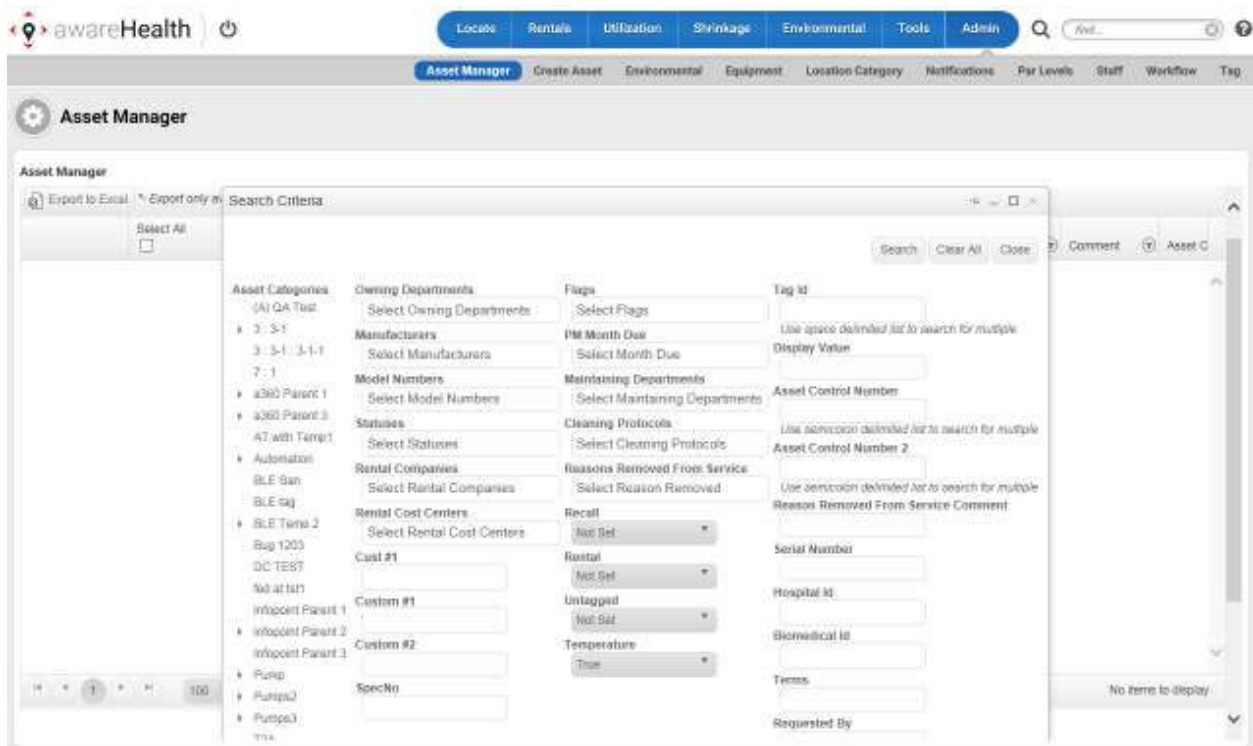 awareHealth
Locate Rentals Utilization Shrinkage Environmental Tools Admin find...
Asset Manager Create Asset Environmental Equipment Location Category Notifications Par Levels Staff Workflow Tag
Asset Manager
Asset Manager
Export to Excel * Export only
Search Criteria
Select All
Search Clear All Close
Comment Asset C
Asset Categories
(A) QA Test
3 : 3-1
3 : 3-1 : 3-1-1
7 : 1
a360 Parent 1
a360 Parent 3
AT with Temp1
Automation
BLE San
BLE tag
BLE Temp 2
Bug 1203
DC TEST
Infopoint Parent 1
Infopoint Parent 2
Infopoint Parent 3
Pump
Pumps2
Pumps3
Owning Departments
Select Owning Departments
Manufacturers
Select Manufacturers
Model Numbers
Select Model Numbers
Statuses
Select Statuses
Rental Companies
Select Rental Companies
Rental Cost Centers
Select Rental Cost Centers
Cust #1
Custom #1
Custom #2
SpecNo
Flags
Select Flags
PM Month Due
Select Month Due
Maintaining Departments
Select Maintaining Departments
Cleaning Protocols
Select Cleaning Protocols
Reasons Removed From Service
Select Reason Removed
Recall
Not Set
Rental
Not Set
Untagged
Not Set
Temperature
True
Tag Id
Use space delimited list to search for multiple
Display Value
Asset Control Number
Use semicolon delimited list to search for multiple
Asset Control Number 2
Use semicolon delimited list to search for multiple
Reason Removed From Service Comment
Serial Number
Hospital Id
Biomedical Id
Terms
Requested By
1 100
No items to display